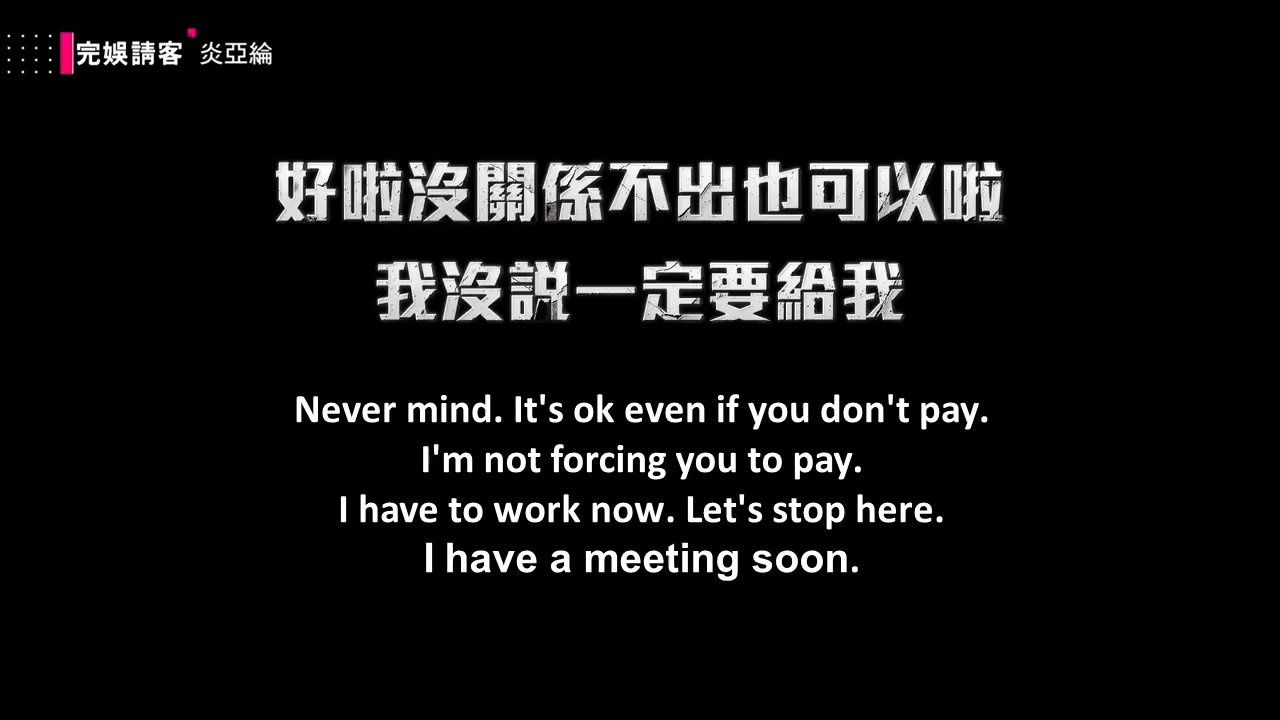 完娛請客 炎亞綸
好啦沒關係不出也可以啦
我沒說一定要給我
Never mind. It's ok even if you don't pay.
I'm not forcing you to pay.
I have to work now. Let's stop here.
I have a meeting soon.